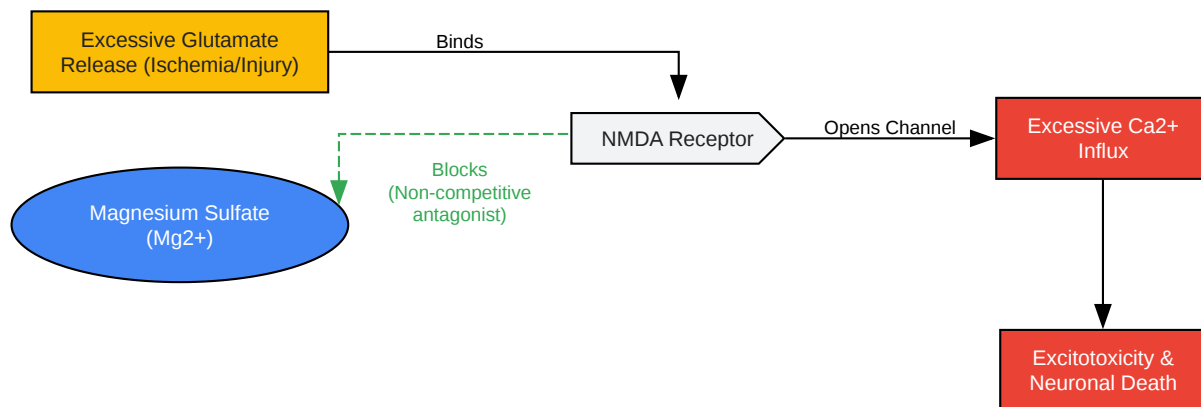 Excessive Glutamate
Release (Ischemia/Injury)
Binds
NMDA Receptor
Opens Channel
Excessive Ca2+
Influx
Blocks
(Non-competitive
antagonist)
Magnesium Sulfate
(Mg2+)
Excitotoxicity &
Neuronal Death